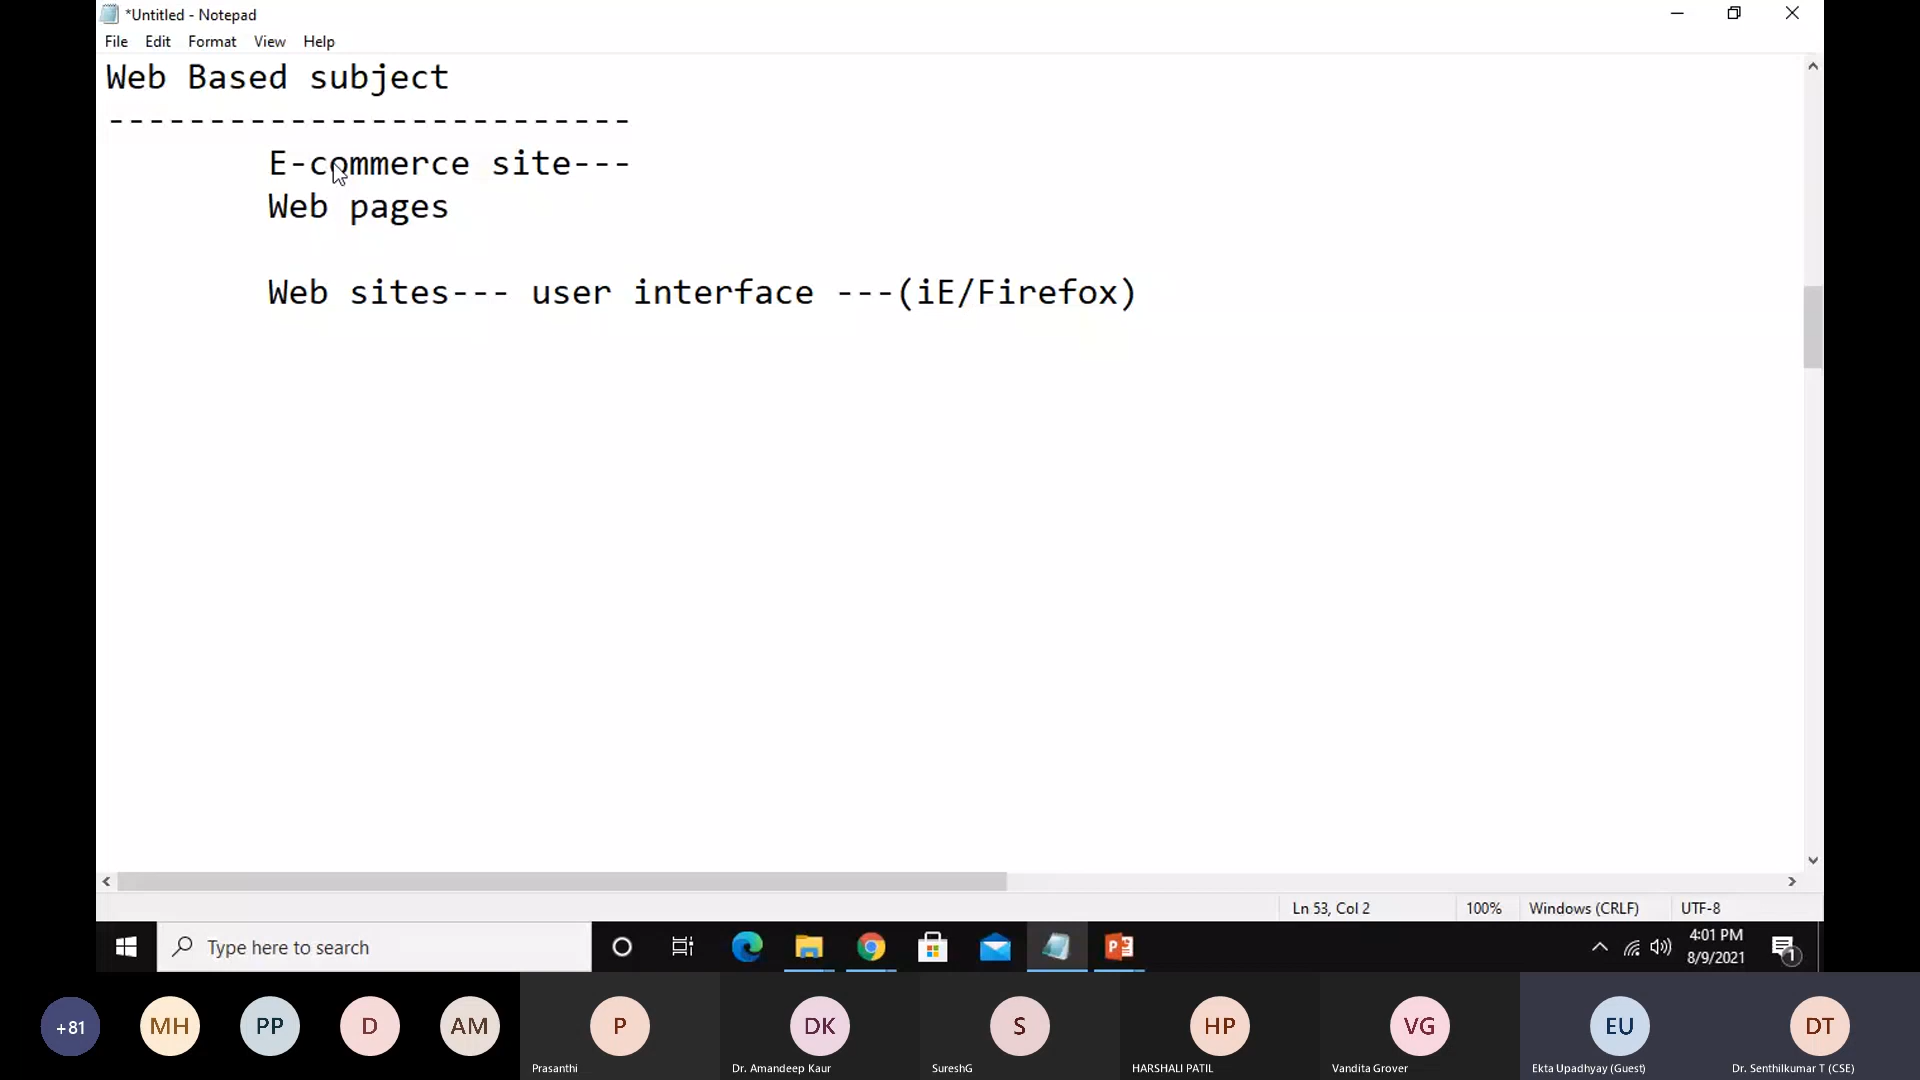 *Untitled - Notepad
File Edit Format View Help
Web Based subject
--------------------------
E-commerce site---
Web pages
Web sites--- user interface ---(iE/Firefox)
Ln 53, Col 2 100% Windows (CRLF) UTF-8
Type here to search
4:01 PM
8/9/2021
1
+81 MH PP D AM P DK S HP VG EU DT
Prasanthi Dr. Amandeep Kaur SureshG HARSHALI PATIL Vandita Grover Ekta Upadhyay (Guest) Dr. Senthilkumar T (CSE)